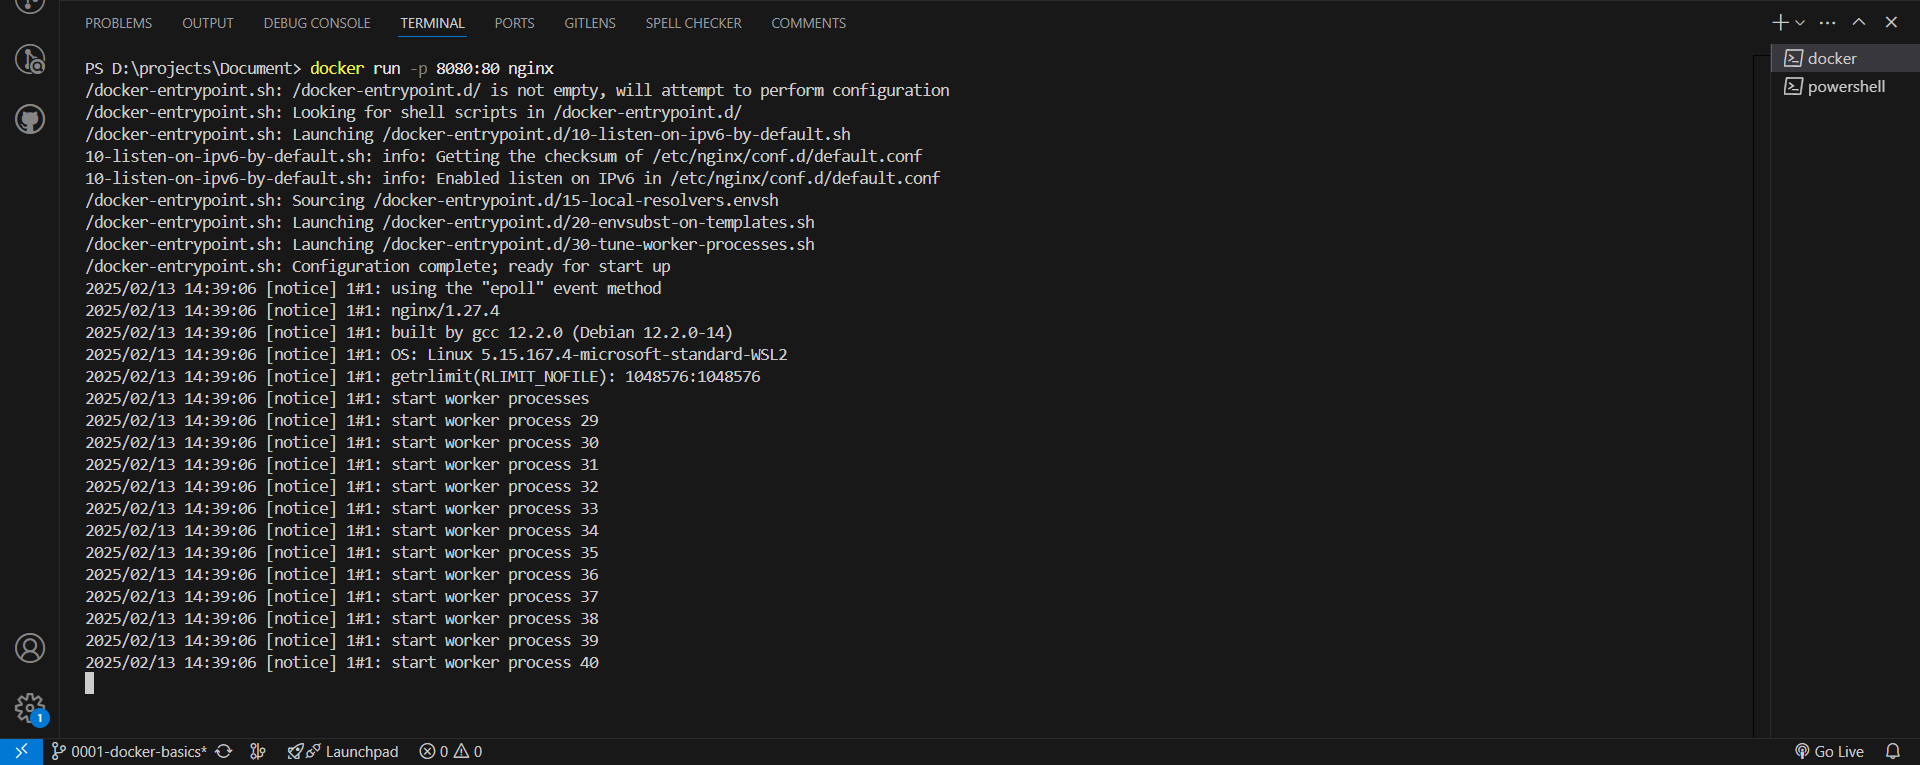 PROBLEMS OUTPUT DEBUG CONSOLE TERMINAL PORTS GITLENS SPELL CHECKER COMMENTS
PS D:\projects\Document> docker run -p 8080:80 nginx
/docker-entrypoint.sh: /docker-entrypoint.d/ is not empty, will attempt to perform configuration
/docker-entrypoint.sh: Looking for shell scripts in /docker-entrypoint.d/
/docker-entrypoint.sh: Launching /docker-entrypoint.d/10-listen-on-ipv6-by-default.sh
10-listen-on-ipv6-by-default.sh: info: Getting the checksum of /etc/nginx/conf.d/default.conf
10-listen-on-ipv6-by-default.sh: info: Enabled listen on IPv6 in /etc/nginx/conf.d/default.conf
/docker-entrypoint.sh: Sourcing /docker-entrypoint.d/15-local-resolvers.envsh
/docker-entrypoint.sh: Launching /docker-entrypoint.d/20-envsubst-on-templates.sh
/docker-entrypoint.sh: Launching /docker-entrypoint.d/30-tune-worker-processes.sh
/docker-entrypoint.sh: Configuration complete; ready for start up
2025/02/13 14:39:06 [notice] 1#1: using the "epoll" event method
2025/02/13 14:39:06 [notice] 1#1: nginx/1.27.4
2025/02/13 14:39:06 [notice] 1#1: built by gcc 12.2.0 (Debian 12.2.0-14)
2025/02/13 14:39:06 [notice] 1#1: OS: Linux 5.15.167.4-microsoft-standard-WSL2
2025/02/13 14:39:06 [notice] 1#1: getrlimit(RLIMIT_NOFILE): 1048576:1048576
2025/02/13 14:39:06 [notice] 1#1: start worker processes
2025/02/13 14:39:06 [notice] 1#1: start worker process 29
2025/02/13 14:39:06 [notice] 1#1: start worker process 30
2025/02/13 14:39:06 [notice] 1#1: start worker process 31
2025/02/13 14:39:06 [notice] 1#1: start worker process 32
2025/02/13 14:39:06 [notice] 1#1: start worker process 33
2025/02/13 14:39:06 [notice] 1#1: start worker process 34
2025/02/13 14:39:06 [notice] 1#1: start worker process 35
2025/02/13 14:39:06 [notice] 1#1: start worker process 36
2025/02/13 14:39:06 [notice] 1#1: start worker process 37
2025/02/13 14:39:06 [notice] 1#1: start worker process 38
2025/02/13 14:39:06 [notice] 1#1: start worker process 39
2025/02/13 14:39:06 [notice] 1#1: start worker process 40
docker
powershell
1
0001-docker-basics* Launchpad 0 0 Go Live